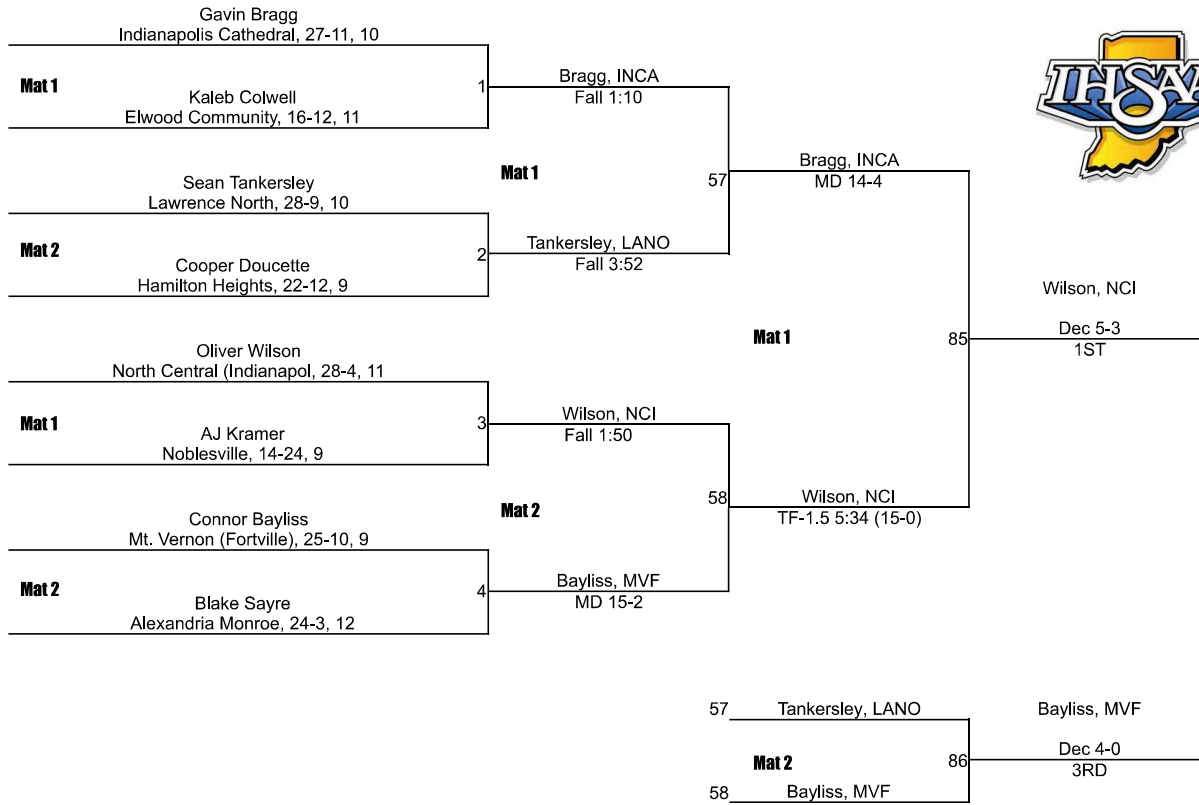 Gavin Bragg
Indianapolis Cathedral, 27-11, 10
Mat 1
Kaleb Colwell
Elwood Community, 16-12, 11
1
Bragg, INCA
Fall 1:10
Sean Tankersley
Lawrence North, 28-9, 10
Mat 2
Cooper Doucette
Hamilton Heights, 22-12, 9
2
Tankersley, LANO
Fall 3:52
Mat 1
57
Bragg, INCA
MD 14-4
Oliver Wilson
North Central (Indianapol, 28-4, 11
Mat 1
AJ Kramer
Noblesville, 14-24, 9
3
Wilson, NCI
Fall 1:50
Connor Bayliss
Mt. Vernon (Fortville), 25-10, 9
Mat 2
Blake Sayre
Alexandria Monroe, 24-3, 12
4
Bayliss, MVF
MD 15-2
Mat 2
58
Wilson, NCI
TF-1.5 5:34 (15-0)
Mat 1
85
Wilson, NCI
Dec 5-3
1ST
IHSAA
57
Tankersley, LANO
Mat 2
58
Bayliss, MVF
86
Bayliss, MVF
Dec 4-0
3RD